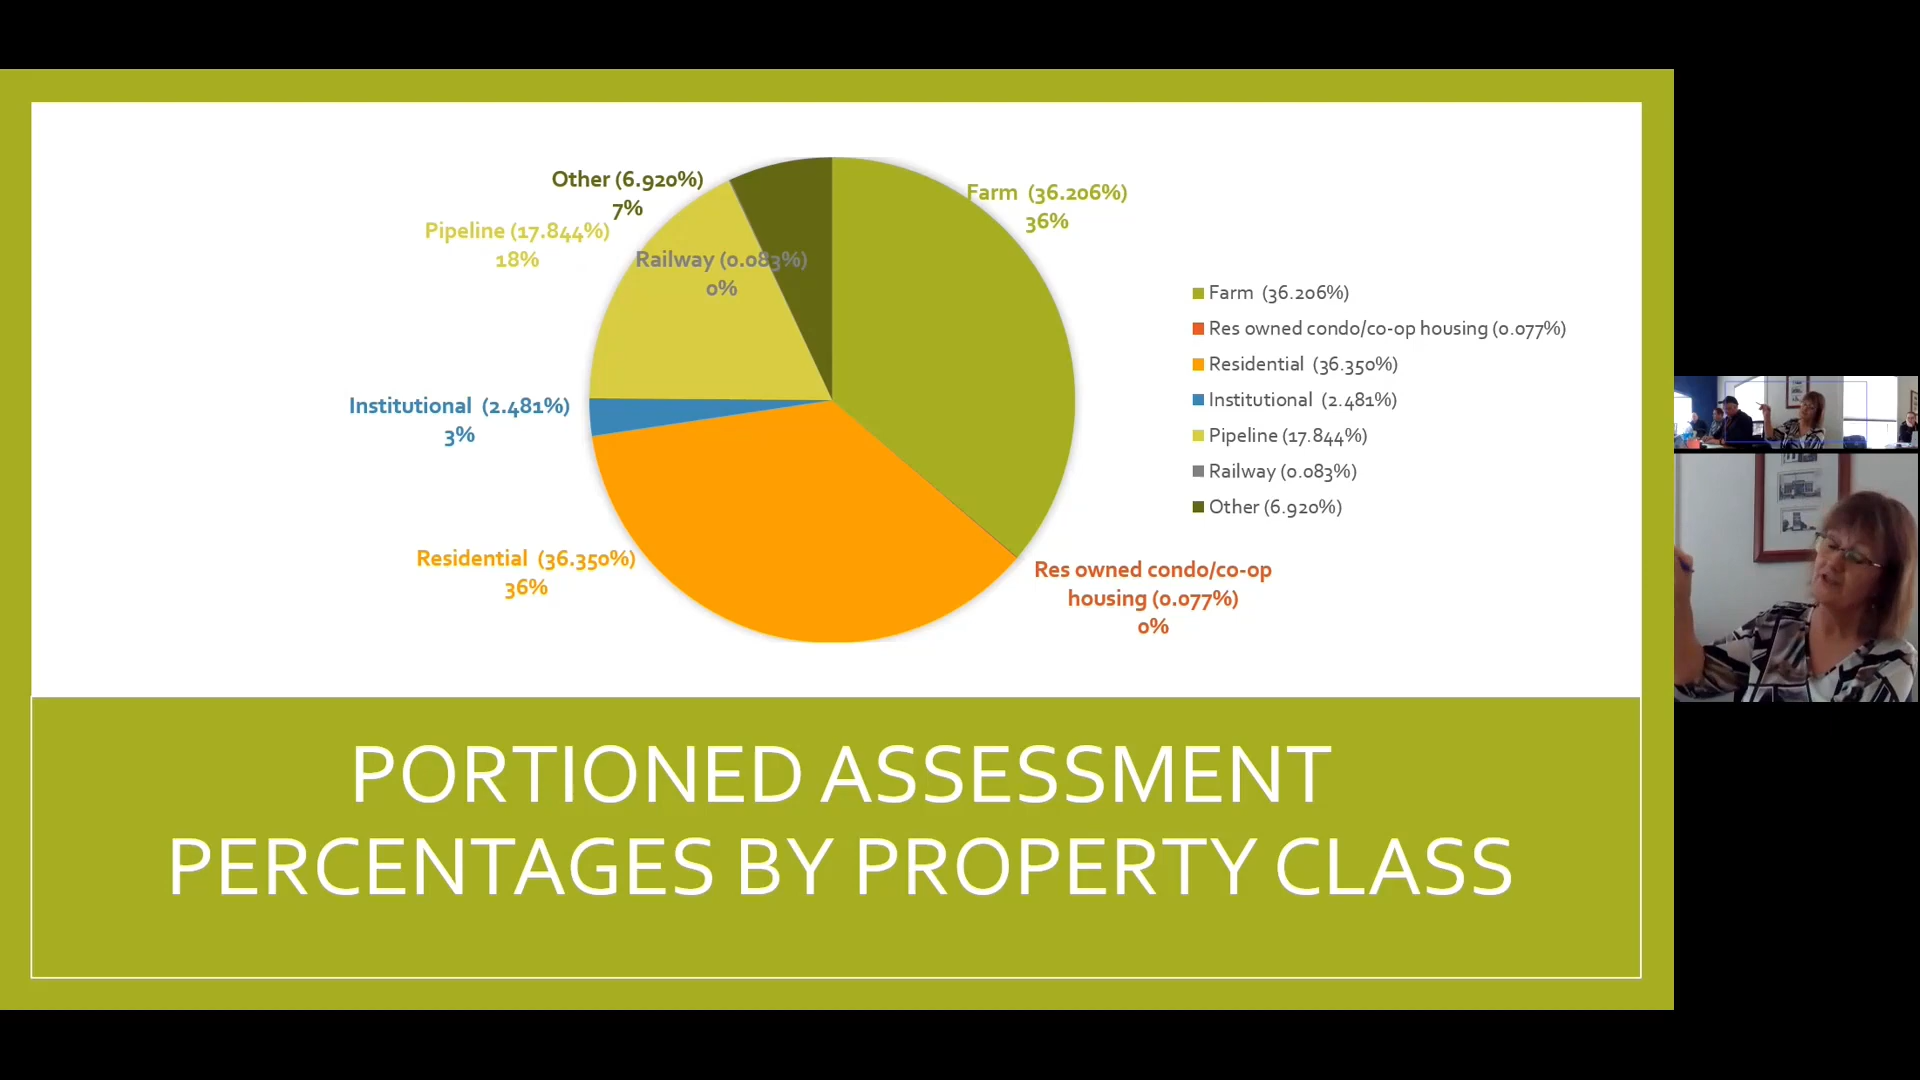 Other (6.920%)
7%
Farm  (36.206%)
36%
Pipeline (17.844%)
18%
Railway (0.083%)
0%
Institutional  (2.481%)
3%
Residential  (36.350%)
36%
Res owned condo/co-op
housing (0.077%)
0%
Farm  (36.206%)
Res owned condo/co-op housing (0.077%)
Residential  (36.350%)
Institutional  (2.481%)
Pipeline (17.844%)
Railway (0.083%)
Other (6.920%)
PORTIONED ASSESSMENT
PERCENTAGES BY PROPERTY CLASS